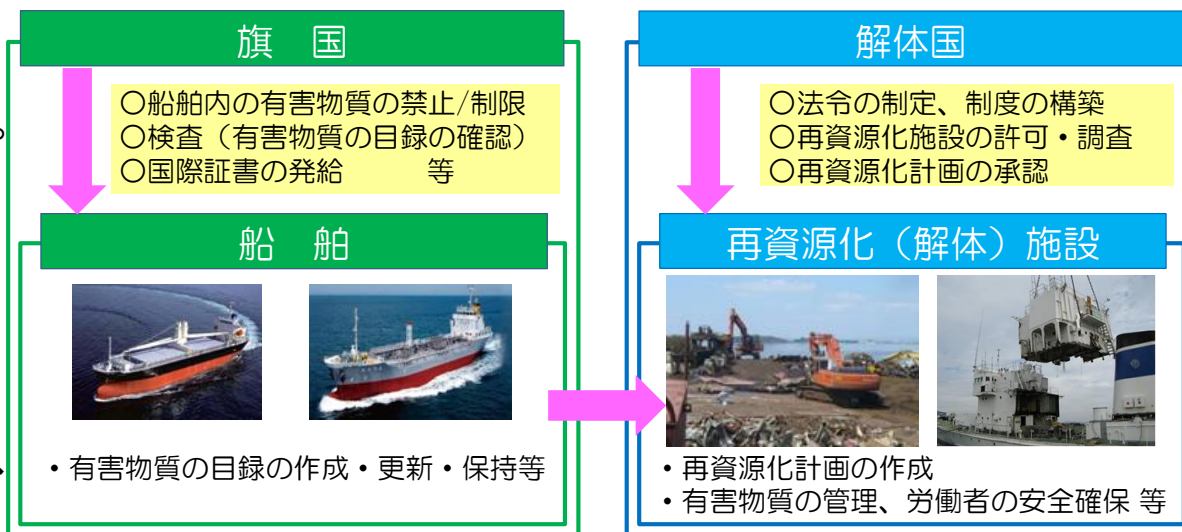 旗　国
○船舶内の有害物質の禁止/制限
○検査（有害物質の目録の確認）
○国際証書の発給　　　等
船　舶
・有害物質の目録の作成・更新・保持等
解体国
○法令の制定、制度の構築
○再資源化施設の許可・調査
○再資源化計画の承認
再資源化（解体）施設
・再資源化計画の作成
・有害物質の管理、労働者の安全確保 等